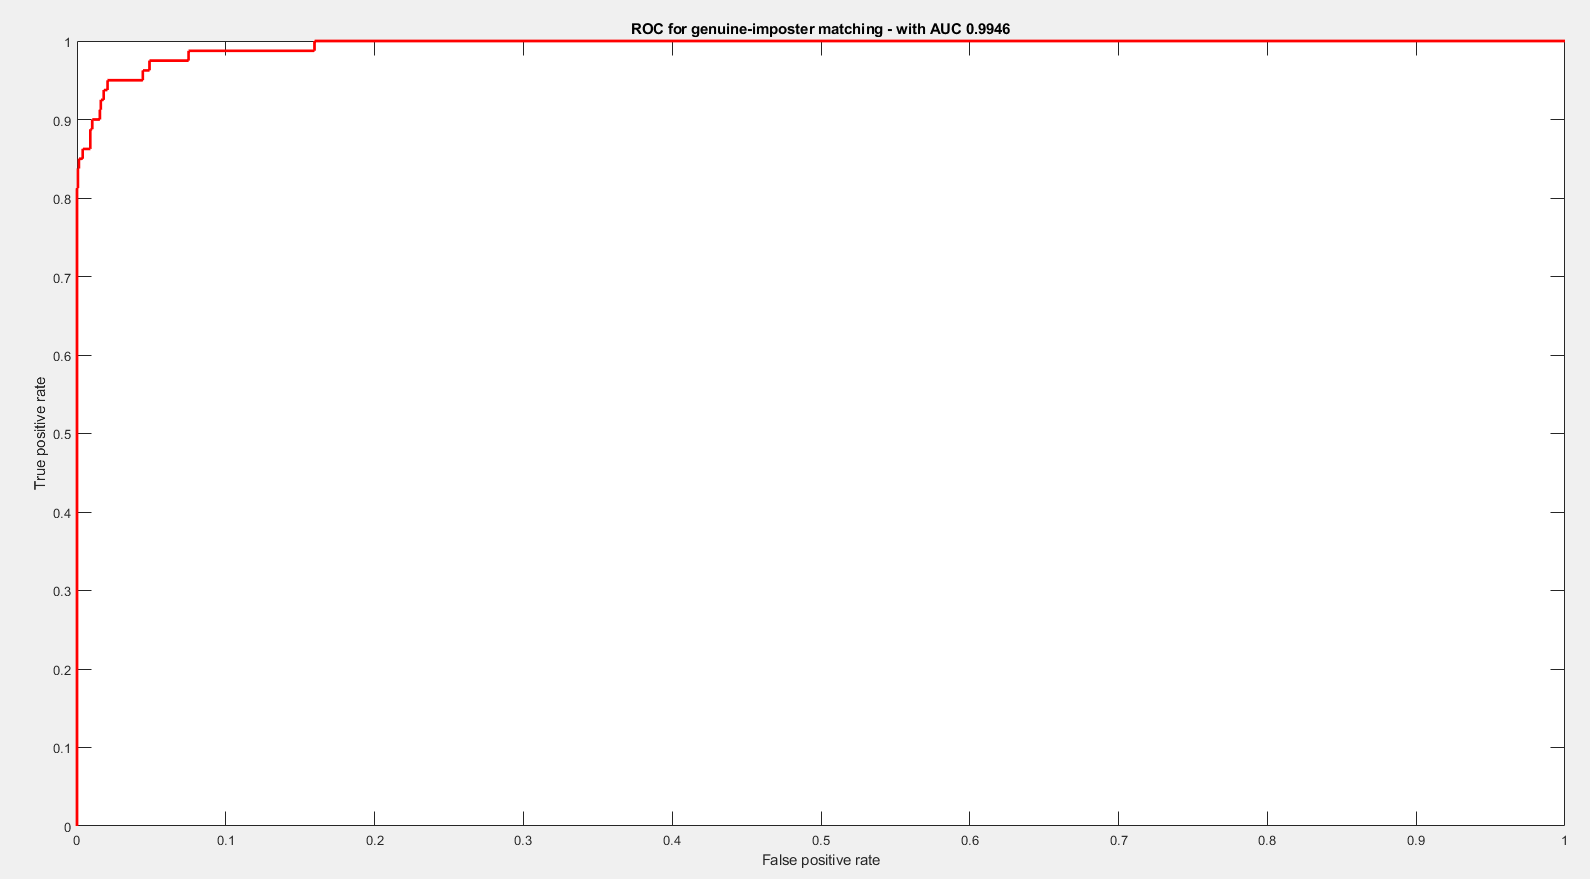 ROC for genuine-imposter matching - with AUC 0.9946
1
0.9
0.8
0.7
0.6
0.5
0.4
0.3
0.2
0.1
0
True positive rate
0 0.1 0.2 0.3 0.4 0.5 0.6 0.7 0.8 0.9 1
False positive rate